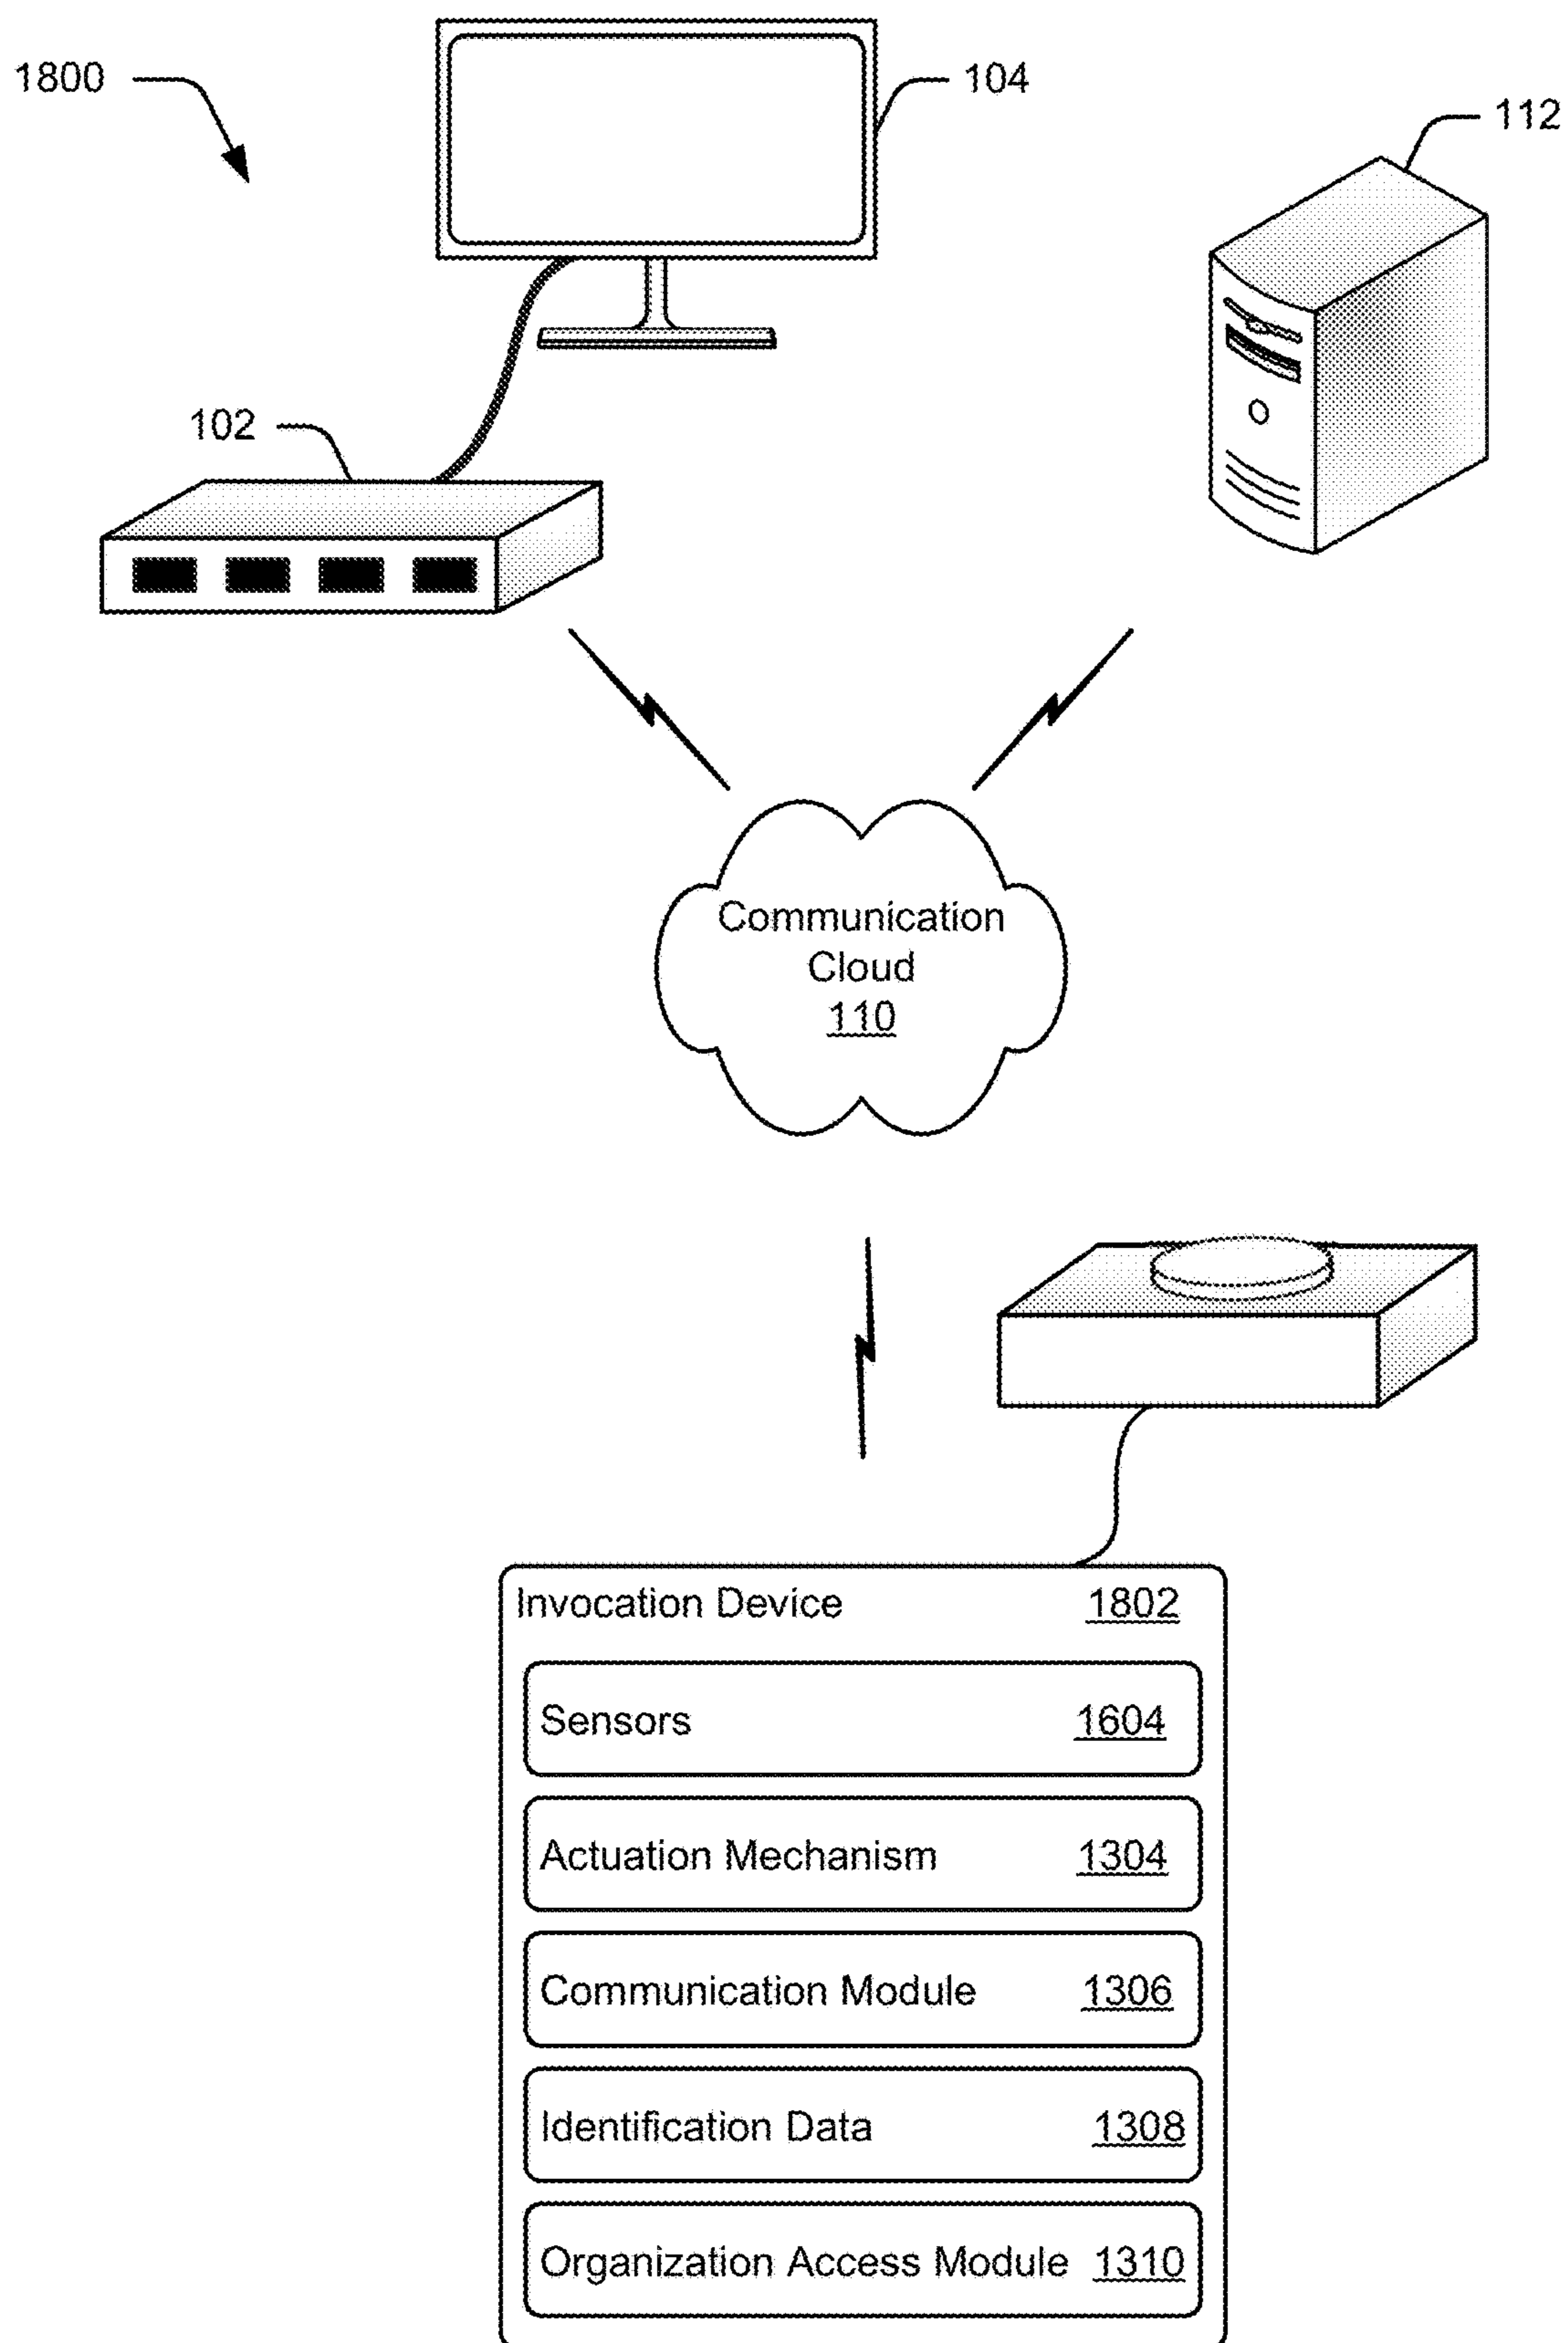 1800
104
112
102
Communication
Cloud
110
Invocation Device 1802
Sensors 1604
Actuation Mechanism 1304
Communication Module 1306
Identification Data 1308
Organization Access Module 1310